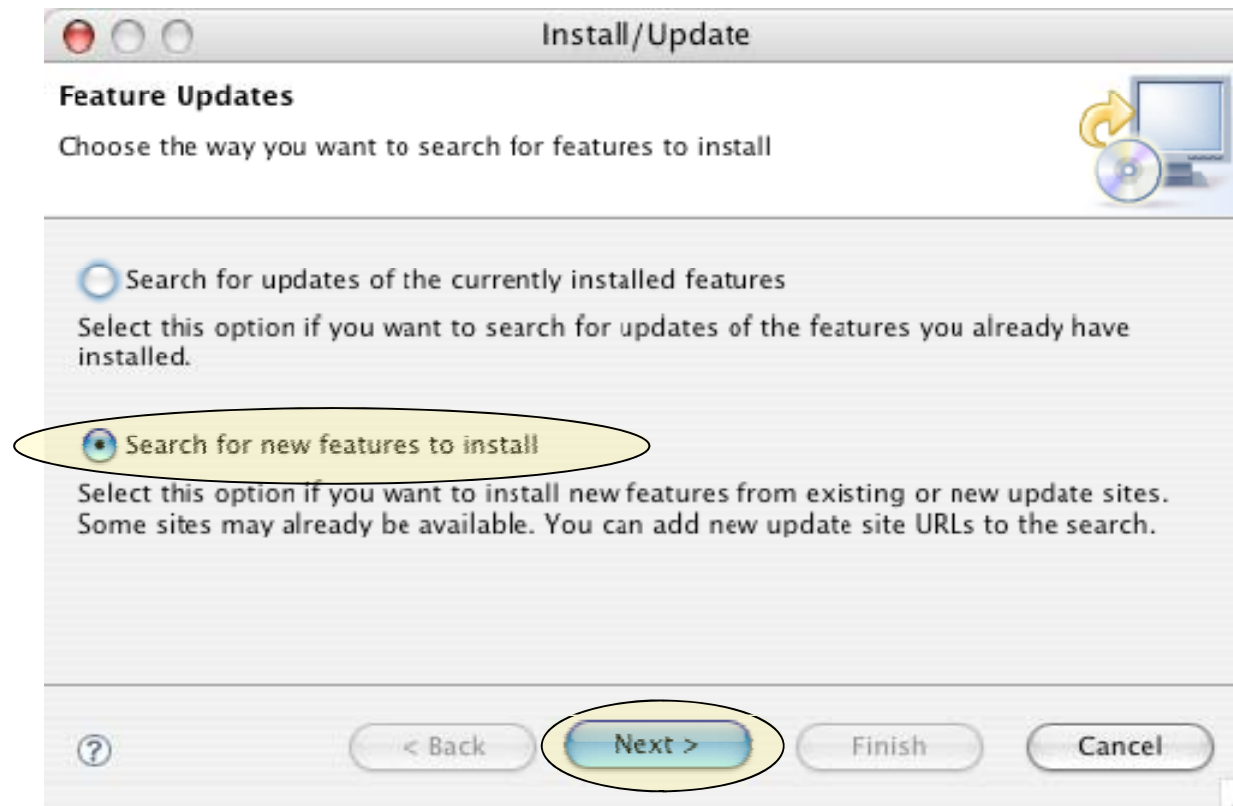 Install/Update
Feature Updates
Choose the way you want to search for features to install
Search for updates of the currently installed features
Select this option if you want to search for updates of the features you already have
installed.
Search for new features to install
Select this option if you want to install new features from existing or new update sites.
Some sites may already be available. You can add new update site URLs to the search.
?
< Back
Next >
Finish
Cancel